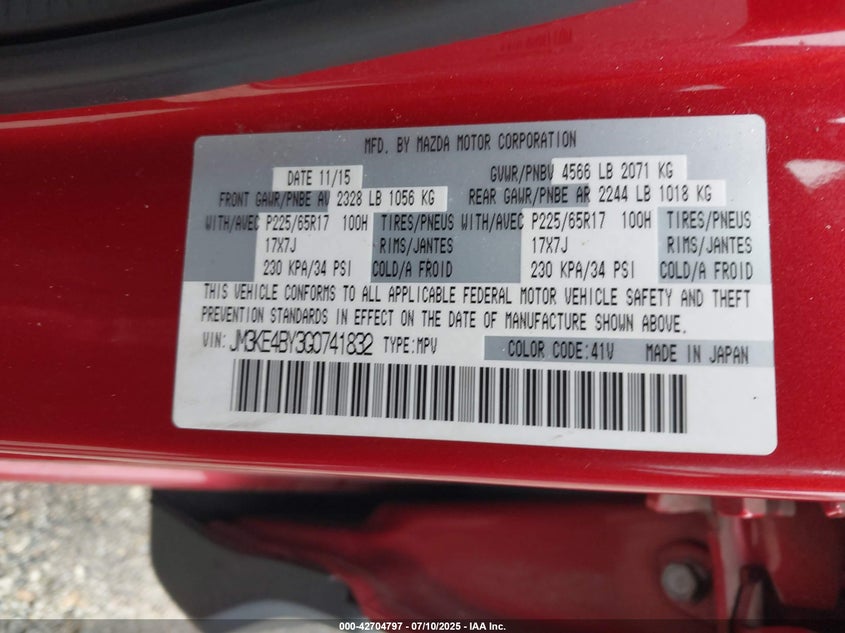 MFD. BY MAZDA MOTOR CORPORATION
DATE 11/15 GVWR/PNBV 4566 LB 2071 KG
FRONT GAWR/PNBE AV 2328 LB 1056 KG REAR GAWR/PNBE AR 2244 LB 1018 KG
WITH/AVEC P225/65R17 100H TIRES/PNEUS WITH/AVEC P225/65R17 100H TIRES/PNEUS
17X7J RIMS/JANTES 17X7J RIMS/JANTES
230 KPA/34 PSI COLD/A FROID 230 KPA/34 PSI COLD/A FROID
THIS VEHICLE CONFORMS TO ALL APPLICABLE FEDERAL MOTOR VEHICLE SAFETY AND THEFT
PREVENTION STANDARDS IN EFFECT ON THE DATE OF MANUFACTURE SHOWN ABOVE.
VIN: JM3KE4BY3G0741832 TYPE:MPV COLOR CODE:41V MADE IN JAPAN
000-42704797 - 07/10/2025 - IAA Inc.